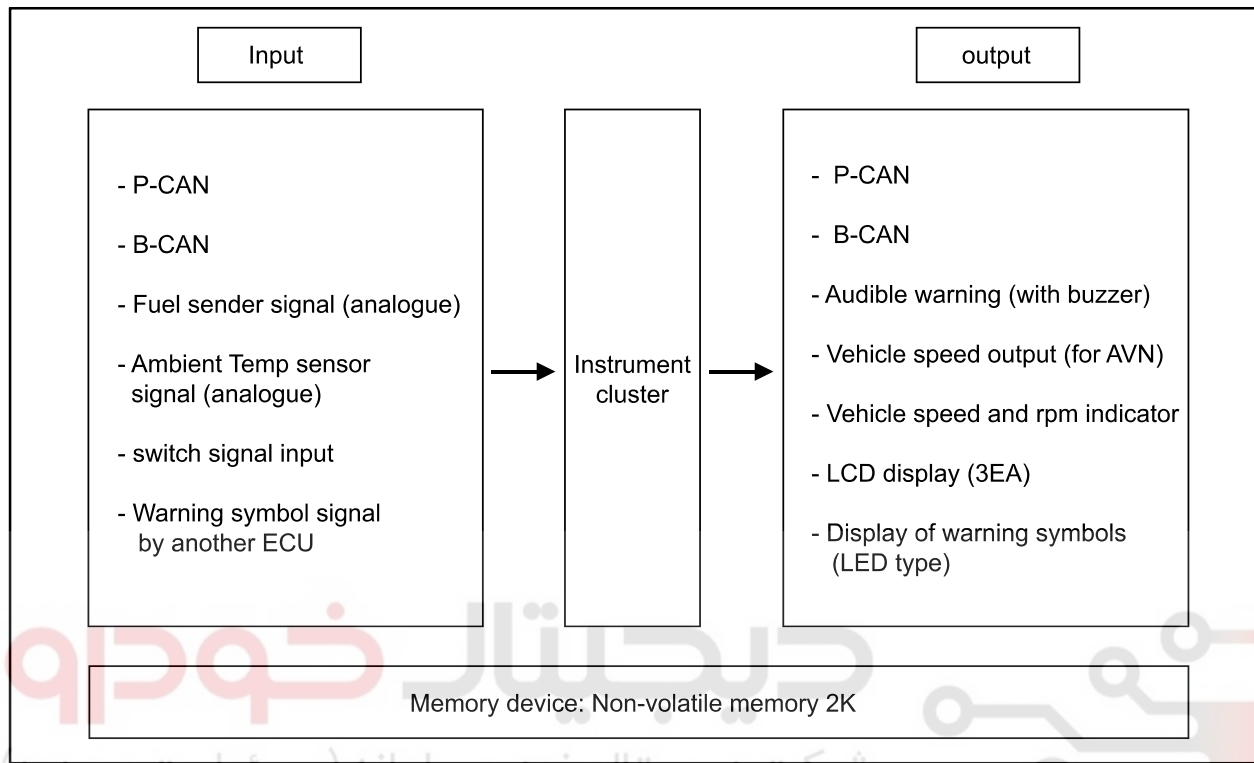 Input
output
- P-CAN
- B-CAN
- Fuel sender signal (analogue)
- Ambient Temp sensor
signal (analogue)
- switch signal input
- Warning symbol signal
by another ECU
Instrument
cluster
- P-CAN
- B-CAN
- Audible warning (with buzzer)
- Vehicle speed output (for AVN)
- Vehicle speed and rpm indicator
- LCD display (3EA)
- Display of warning symbols
(LED type)
دیجیتال خودرو
Memory device: Non-volatile memory 2K